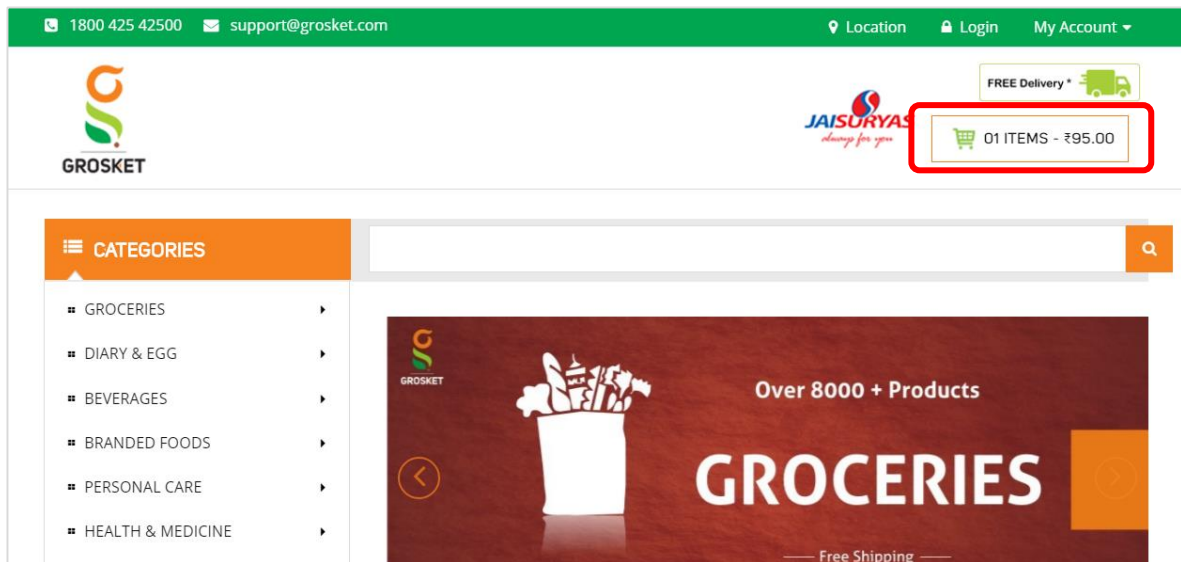 1800 425 42500 support@grosket.com Location Login My Account
FREE Delivery *
JAISURYAS
always for you
01 ITEMS - ₹95.00
GROSKET
CATEGORIES
GROCERIES
DIARY & EGG
BEVERAGES
BRANDED FOODS
PERSONAL CARE
HEALTH & MEDICINE
GROSKET
MILK
Over 8000 + Products
GROCERIES
Free Shipping